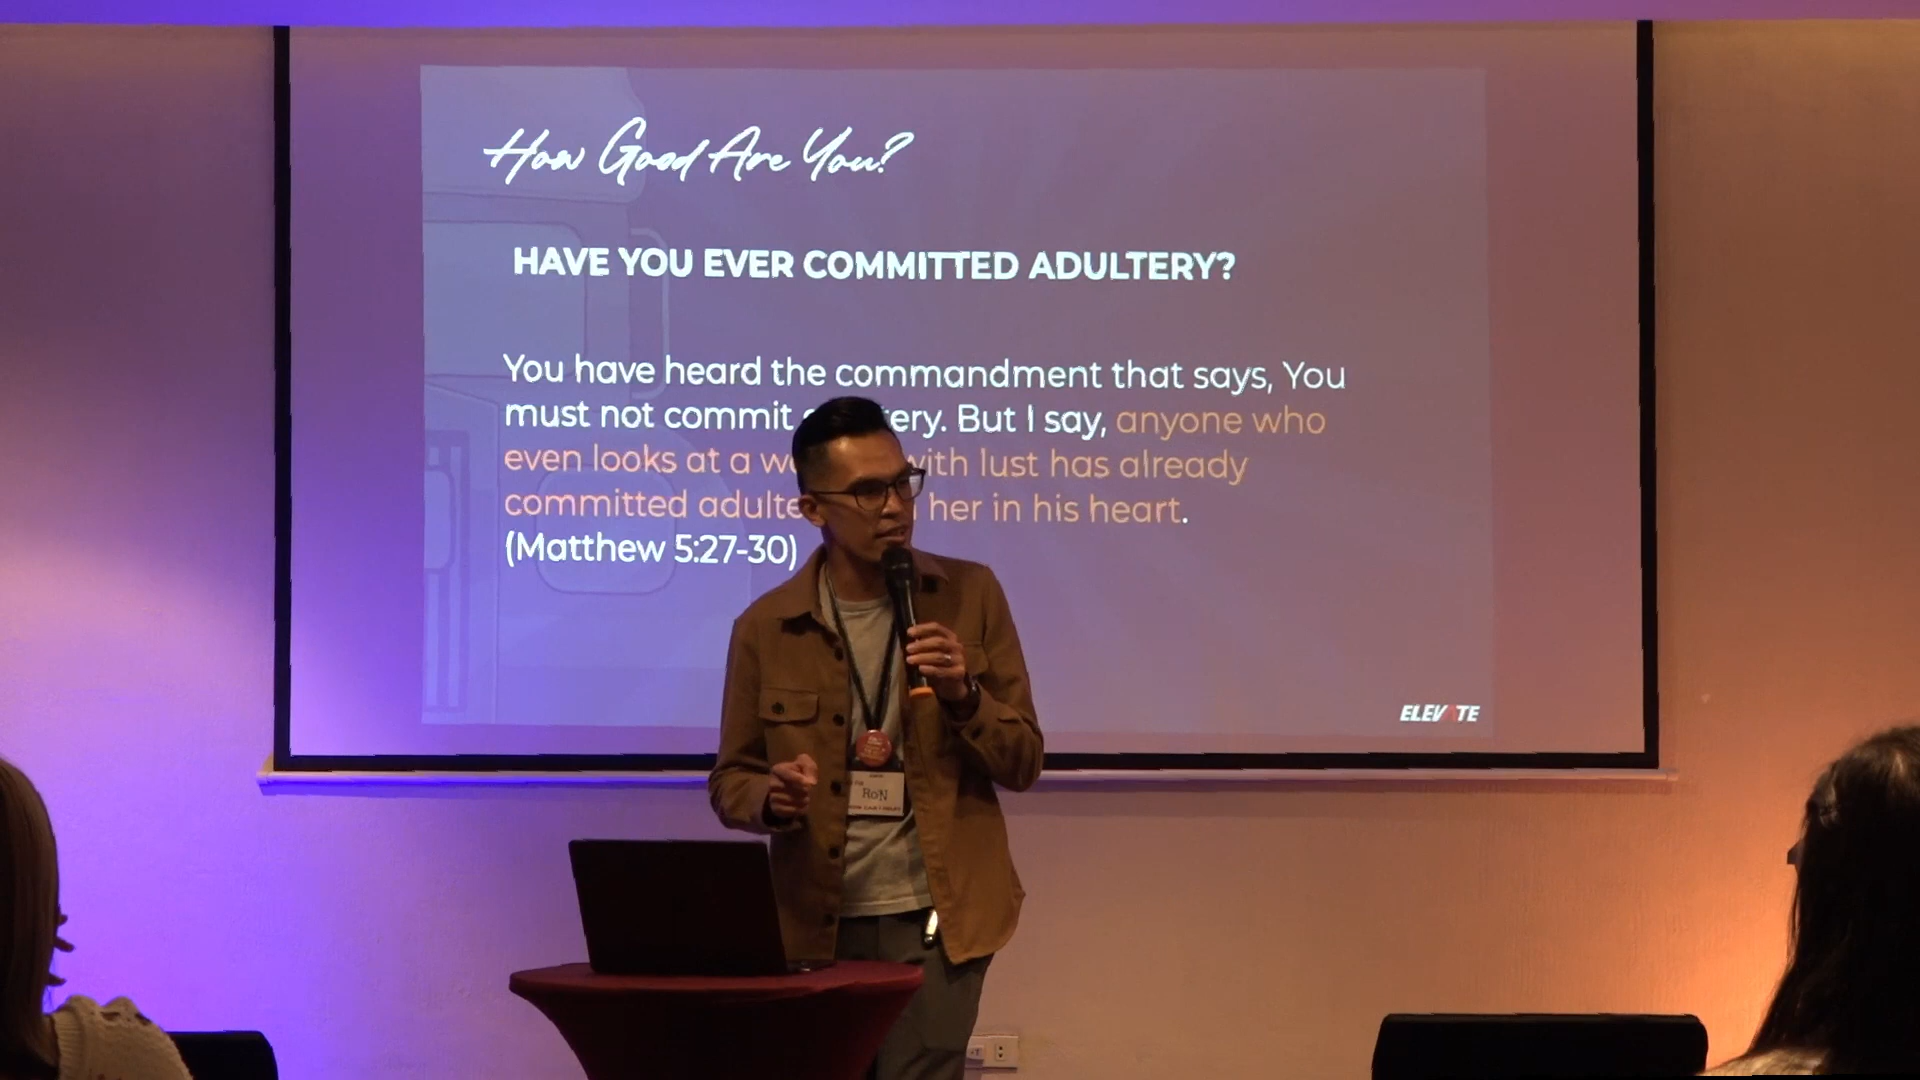 How Good Are You?
HAVE YOU EVER COMMITTED ADULTERY?
You have heard the commandment that says, You
must not commit ery. But I say, anyone who
even looks at a with lust has already
committed adulte her in his heart.
(Matthew 5:27-30)
ELEVATE
RoN